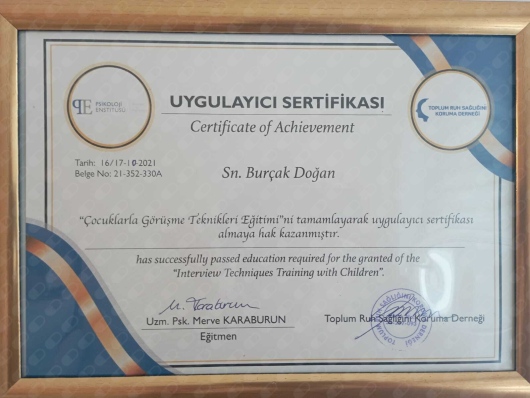 PE PSİKOLOJİ
ENSTİTÜSÜ
UYGULAYICI SERTİFİKASI
Certificate of Achievement
TOPLUM RUH SAĞLIĞINI
KORUMA DERNEĞİ
Tarih: 16/17-10-2021
Belge No: 21-352-330A
Sn. Burçak Doğan
“Çocuklarla Görüşme Teknikleri Eğitimi”ni tamamlayarak uygulayıcı sertifikası
almaya hak kazanmıştır.
has successfully passed education required for the granted of the
“Interview Techniques Training with Children”.
M. Karaburun
Uzm. Psk. Merve KARABURUN
Eğitmen
Toplum Ruh Sağlığını Koruma Derneği